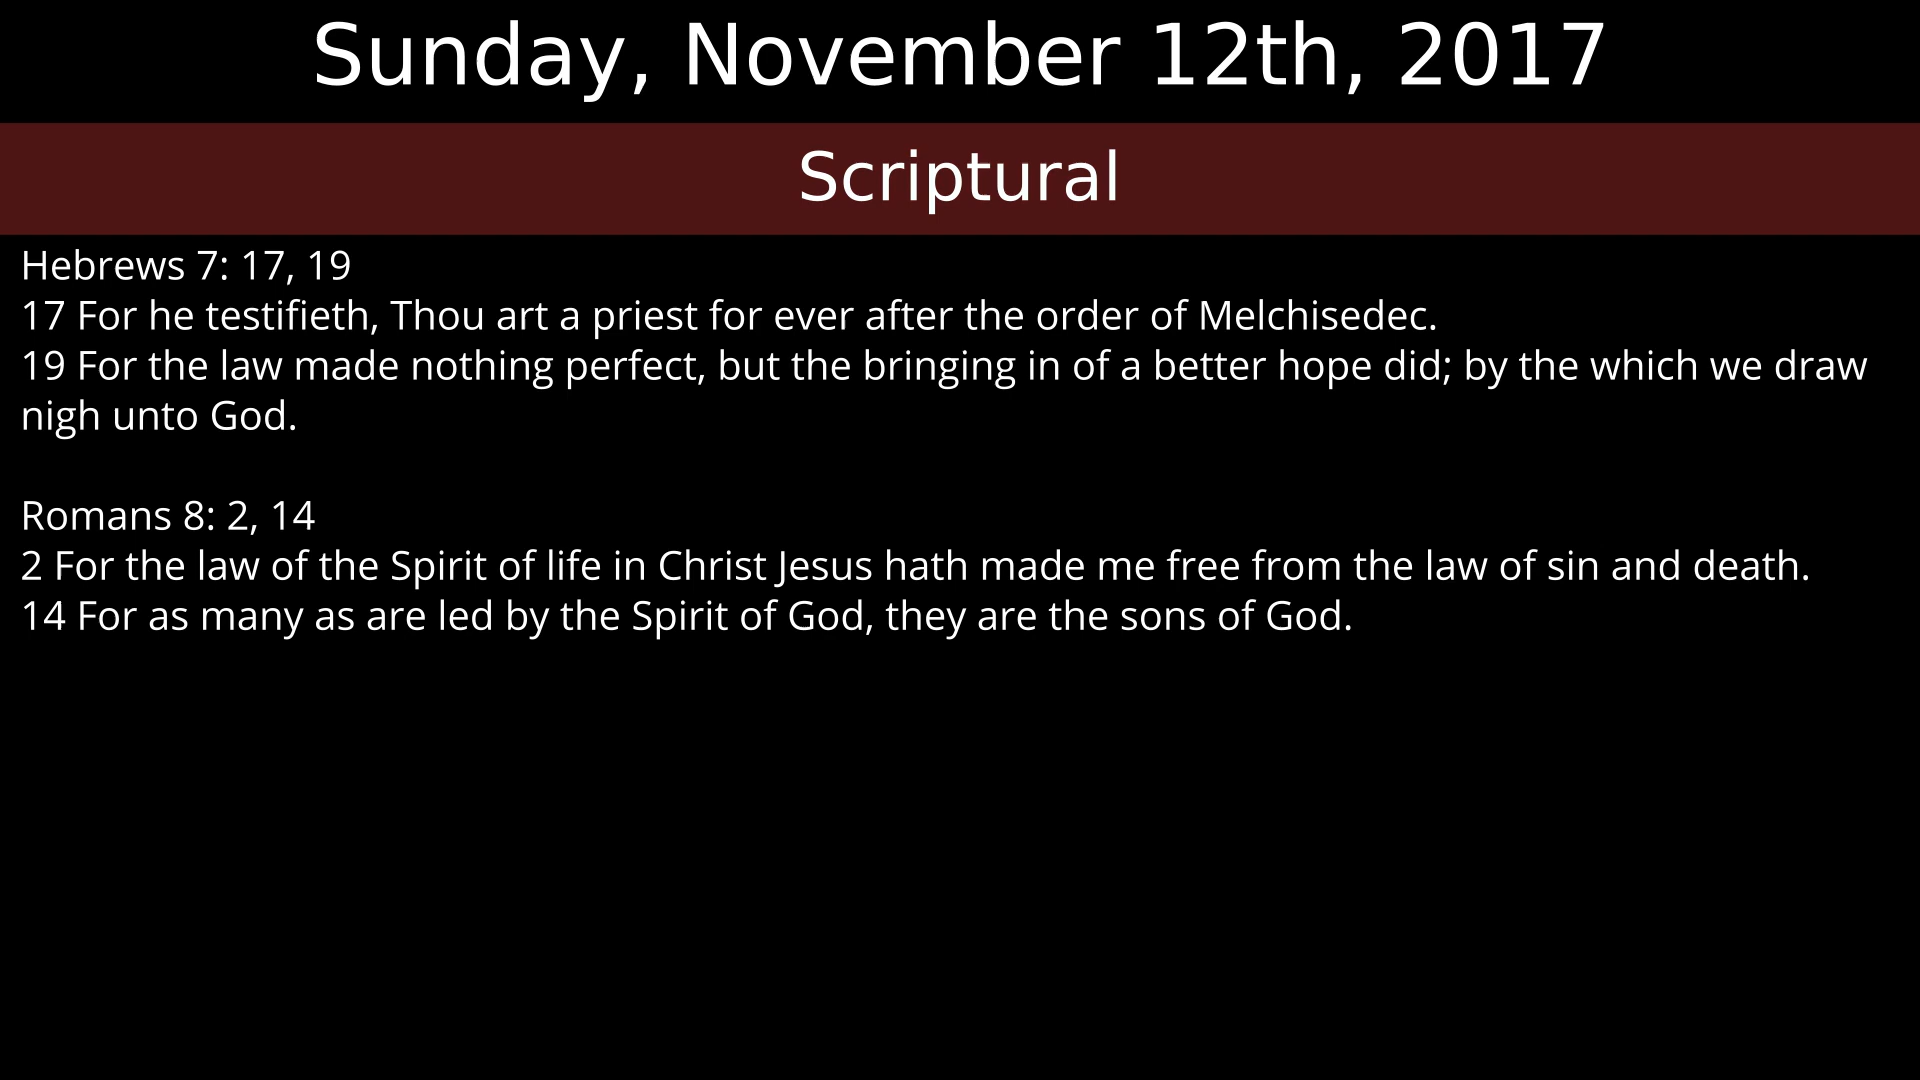 Sunday, November 12th, 2017
Scriptural
Hebrews 7: 17, 19
17 For he testifieth, Thou art a priest for ever after the order of Melchisedec.
19 For the law made nothing perfect, but the bringing in of a better hope did; by the which we draw
nigh unto God.
Romans 8: 2, 14
2 For the law of the Spirit of life in Christ Jesus hath made me free from the law of sin and death.
14 For as many as are led by the Spirit of God, they are the sons of God.